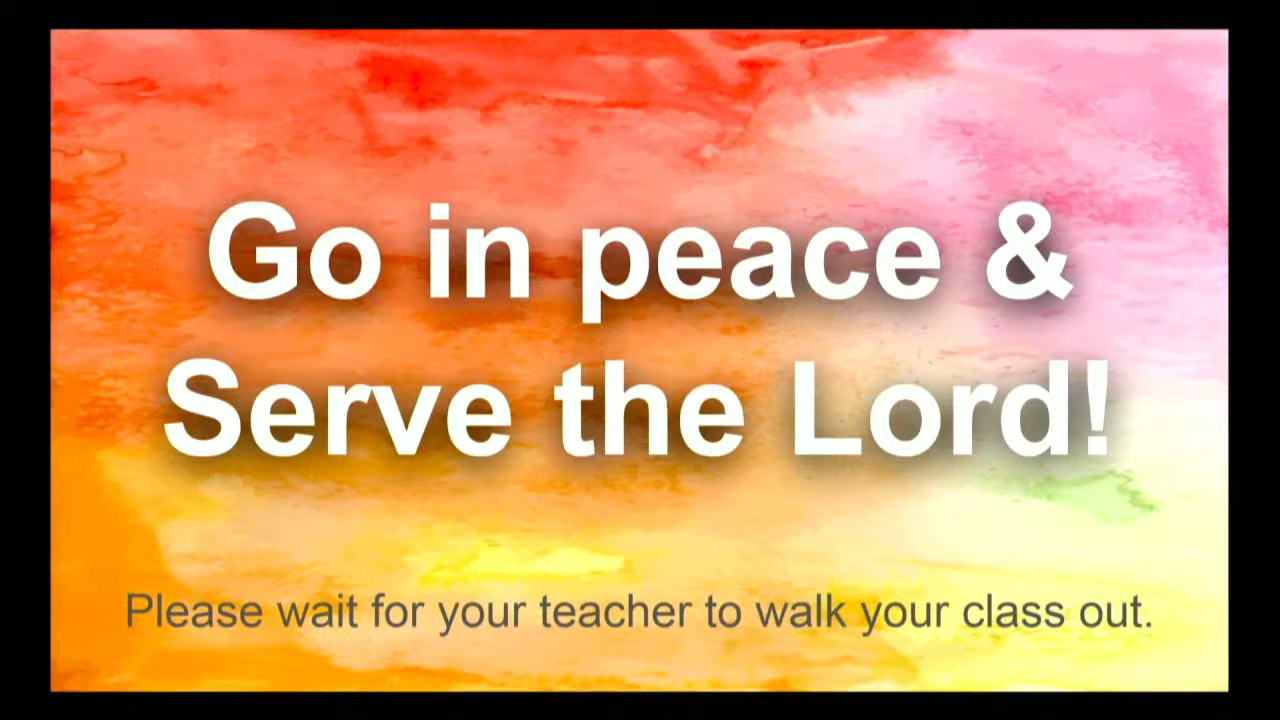 Go in peace &
Serve the Lord!
Please wait for your teacher to walk your class out.